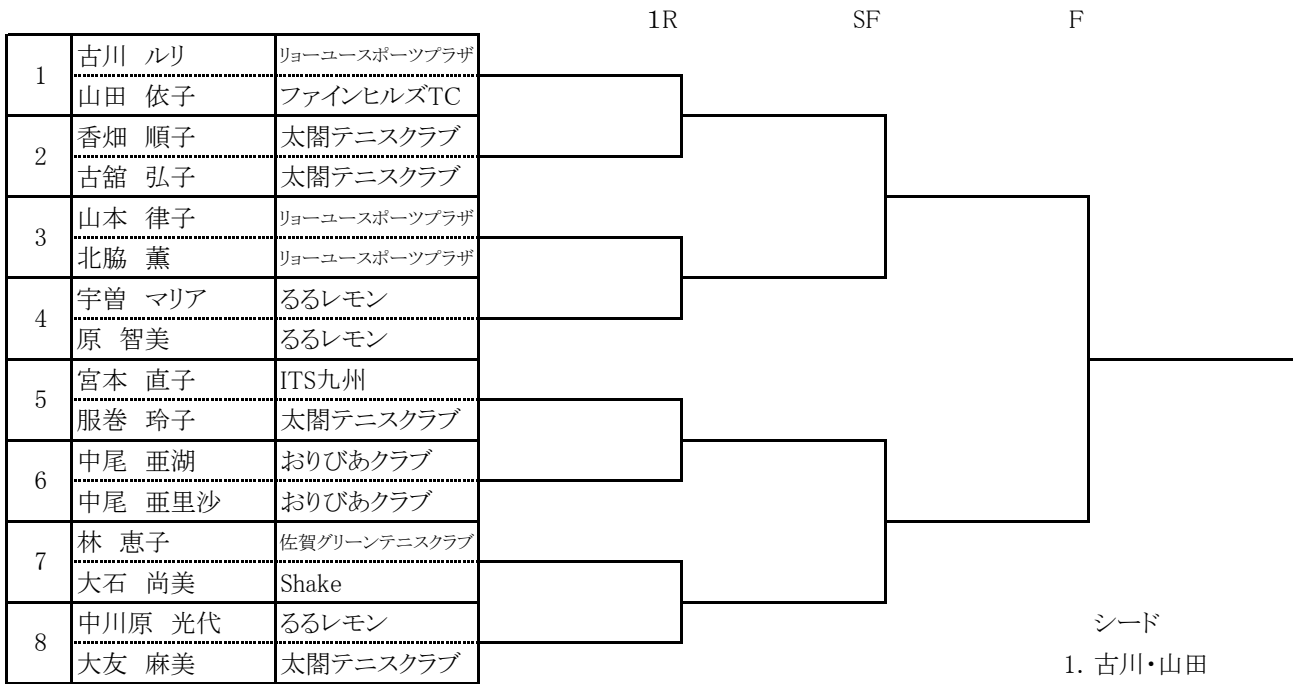 1R SF F
1 古川 ルリ リョーユースポーツプラザ
山田 依子 ファインヒルズTC
2 香畑 順子 太閤テニスクラブ
古舘 弘子 太閤テニスクラブ
3 山本 律子 リョーユースポーツプラザ
北脇 薫 リョーユースポーツプラザ
4 宇曽 マリア るるレモン
原 智美 るるレモン
5 宮本 直子 ITS九州
服巻 玲子 太閤テニスクラブ
6 中尾 亜湖 おりびあクラブ
中尾 亜里沙 おりびあクラブ
7 林 恵子 佐賀グリーンテニスクラブ
大石 尚美 Shake
8 中川原 光代 るるレモン
大友 麻美 太閤テニスクラブ
シード
1. 古川・山田